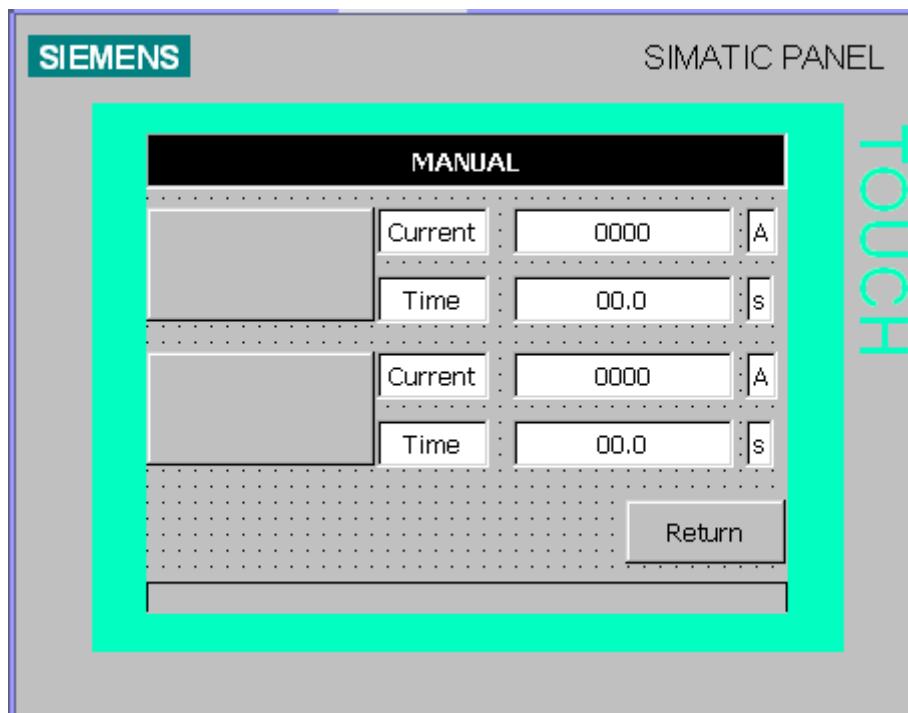 SIEMENS
SIMATIC PANEL
TOUCH
MANUAL
Current 0000 A
Time 00.0 s
Current 0000 A
Time 00.0 s
Return